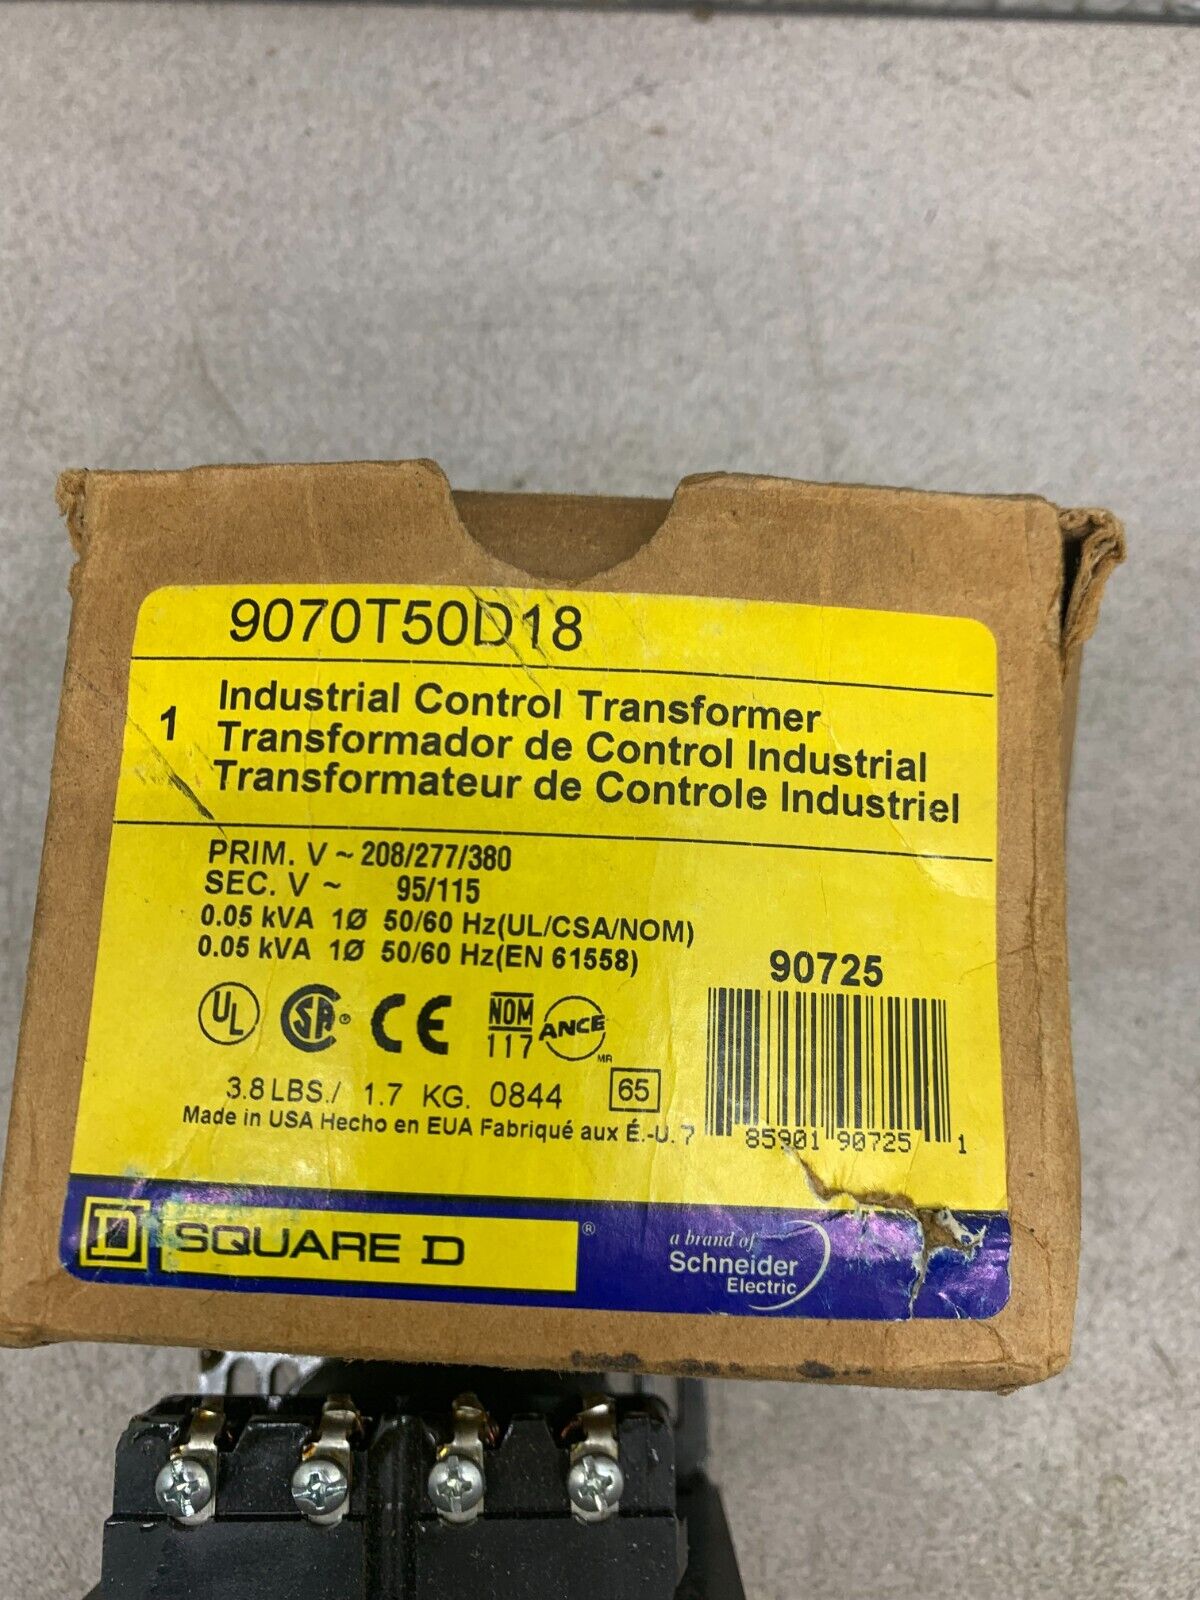 9070T50D18
1
Industrial Control Transformer
Transformador de Control Industrial
Transformateur de Controle Industriel
PRIM. V ~ 208/277/380
SEC. V ~ 95/115
0.05 kVA 1Ø 50/60 Hz(UL/CSA/NOM)
0.05 kVA 1Ø 50/60 Hz(EN 61558)
90725
UL
SA ®
CE
NOM
117
ANCE
MR
3.8 LBS./ 1.7 KG. 0844 65
Made in USA Hecho en EUA Fabriqué aux É.-U.
7 85901 90725 1
D SQUARE D ®
a brand of
Schneider
Electric